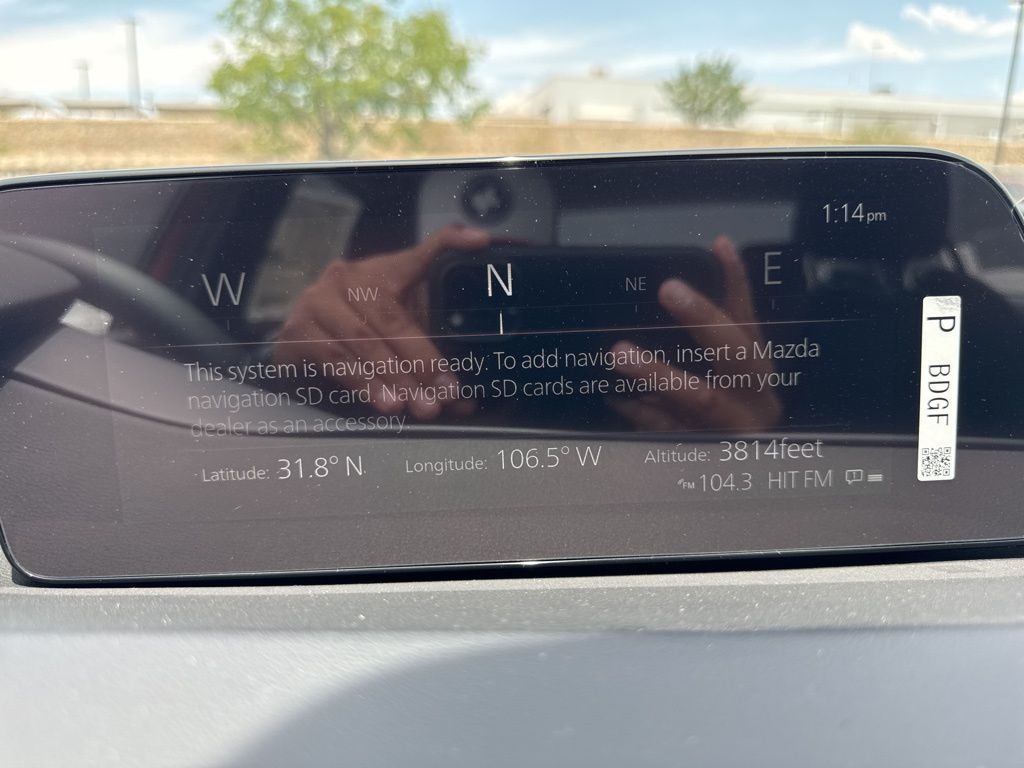 1:14pm
W NW N NE E
This system is navigation ready. To add navigation, insert a Mazda
navigation SD card. Navigation SD cards are available from your
dealer as an accessory.
Latitude: 31.8° N Longitude: 106.5° W Altitude: 3814feet
FM 104.3 HIT FM
P BDGF